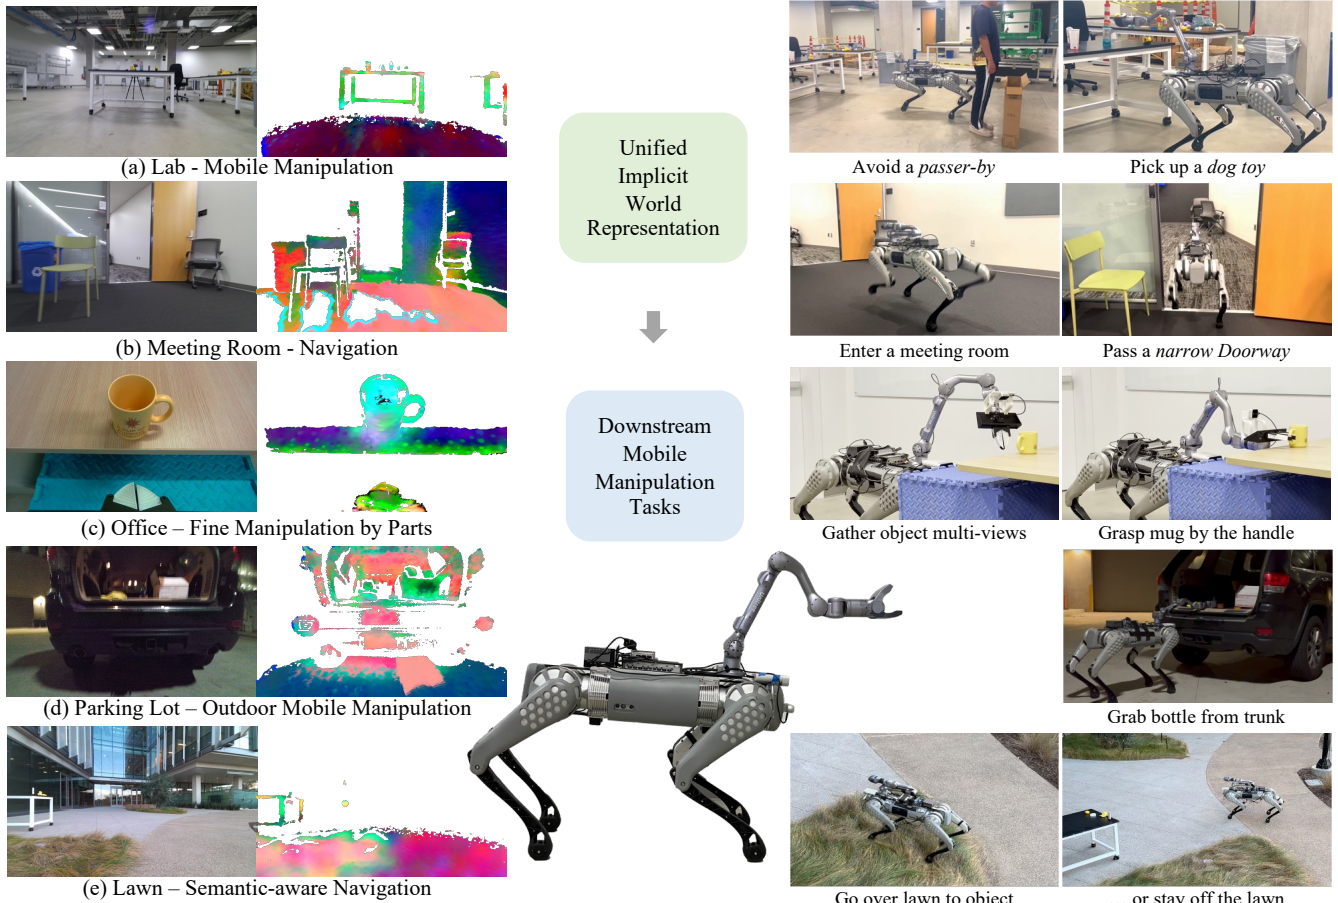 (a) Lab - Mobile Manipulation
(b) Meeting Room - Navigation
(c) Office – Fine Manipulation by Parts
(d) Parking Lot – Outdoor Mobile Manipulation
(e) Lawn – Semantic-aware Navigation
Unified
Implicit
World
Representation
Downstream
Mobile
Manipulation
Tasks
Avoid a passer-by
Pick up a dog toy
Enter a meeting room
Pass a narrow Doorway
Gather object multi-views
Grasp mug by the handle
Grab bottle from trunk
Go over lawn to object
...or stay off the lawn